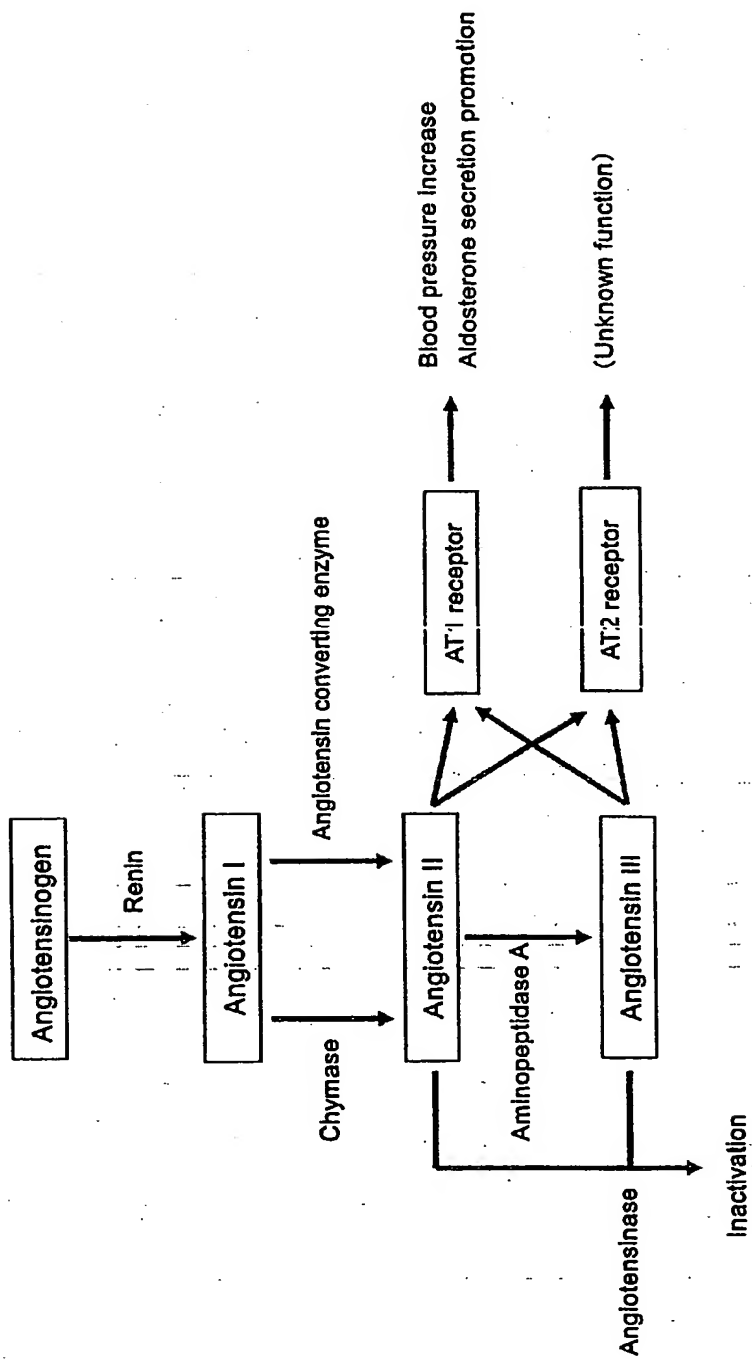 Angiotensinogen
Renin
Angiotensin I
Chymase
Angiotensin converting enzyme
Angiotensin II
Aminopeptidase A
Angiotensin III
Angiotensinase
Inactivation
AT1 receptor
AT2 receptor
Blood pressure increase
Aldosterone secretion promotion
(Unknown function)